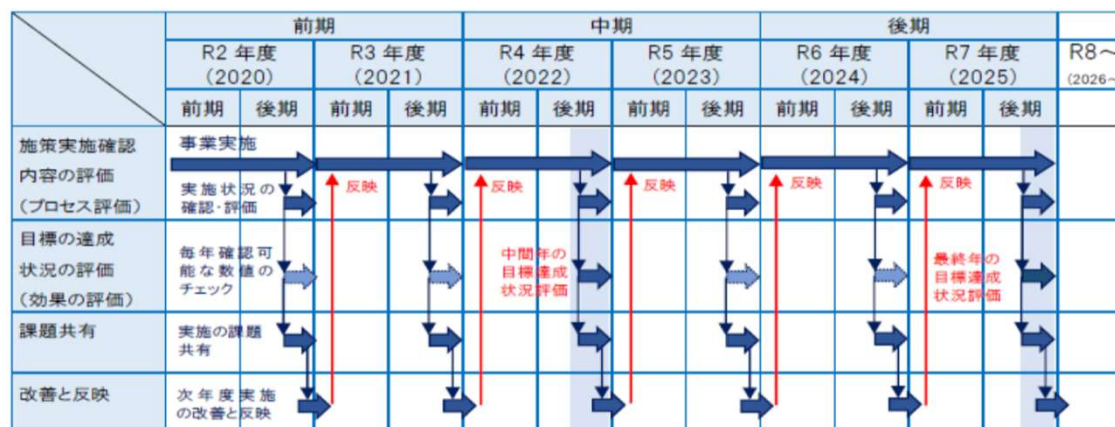 前期
中期
後期
R2 年度
(2020)
R3 年度
(2021)
R4 年度
(2022)
R5 年度
(2023)
R6 年度
(2024)
R7 年度
(2025)
R8～
(2026～
前期
後期
前期
後期
前期
後期
前期
後期
前期
後期
前期
後期
施策実施確認
内容の評価
(プロセス評価)
事業実施
実施状況の
確認・評価
反映
反映
反映
反映
反映
目標の達成
状況の評価
(効果の評価)
毎年確認可
能な数値の
チェック
中間年の
目標達成
状況評価
最終年の
目標達成
状況評価
課題共有
実施の課題
共有
改善と反映
次年度実施
の改善と反映